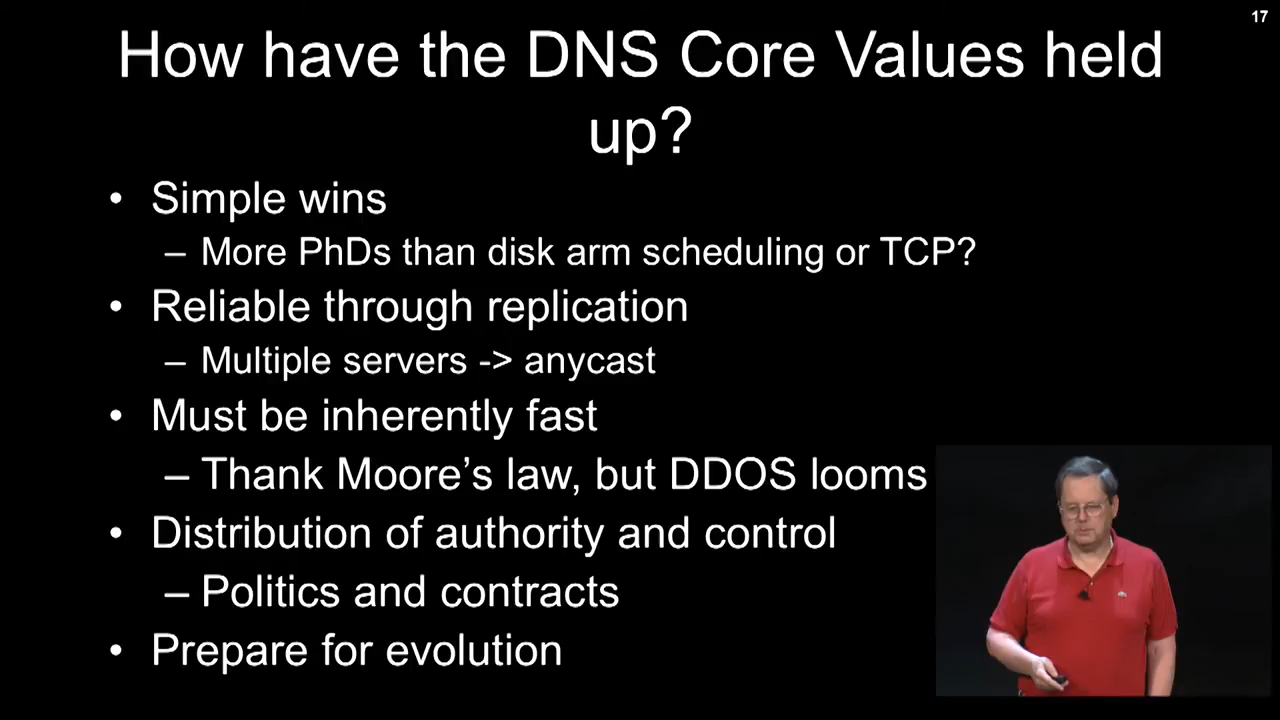 17
How have the DNS Core Values held
up?
• Simple wins
– More PhDs than disk arm scheduling or TCP?
• Reliable through replication
– Multiple servers -> anycast
• Must be inherently fast
– Thank Moore’s law, but DDOS looms
• Distribution of authority and control
– Politics and contracts
• Prepare for evolution